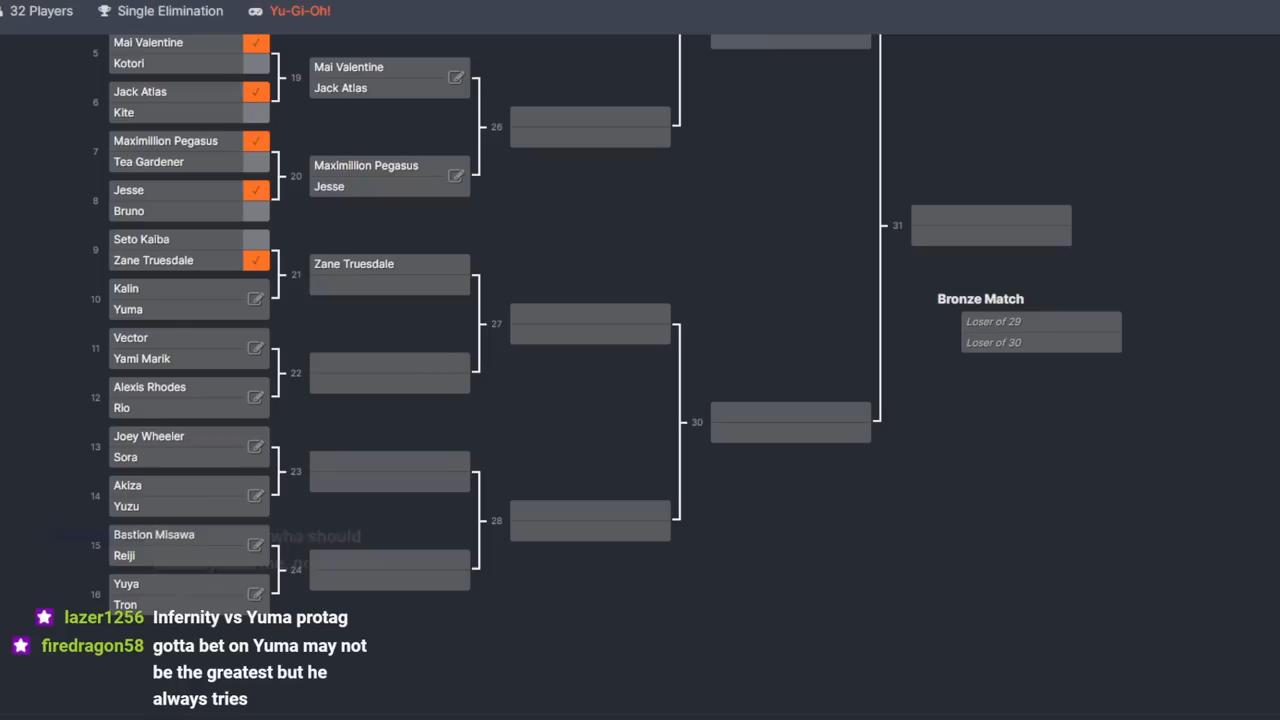 32 Players Single Elimination Yu-Gi-Oh!
5
Mai Valentine
Kotori
6
Jack Atlas
Kite
7
Maximillion Pegasus
Tea Gardener
8
Jesse
Bruno
9
Seto Kaiba
Zane Truesdale
10
Kalin
Yuma
11
Vector
Yami Marik
12
Alexis Rhodes
Rio
13
Joey Wheeler
Sora
14
Akiza
Yuzu
15
Bastion Misawa
Reiji
16
Yuya
Tron
19
Mai Valentine
Jack Atlas
20
Maximillion Pegasus
Jesse
21
Zane Truesdale
22
23
24
26
27
28
30
31
Bronze Match
Loser of 29
Loser of 30
should
lazer1256 Infernity vs Yuma protag
firedragon58 gotta bet on Yuma may not
be the greatest but he
always tries